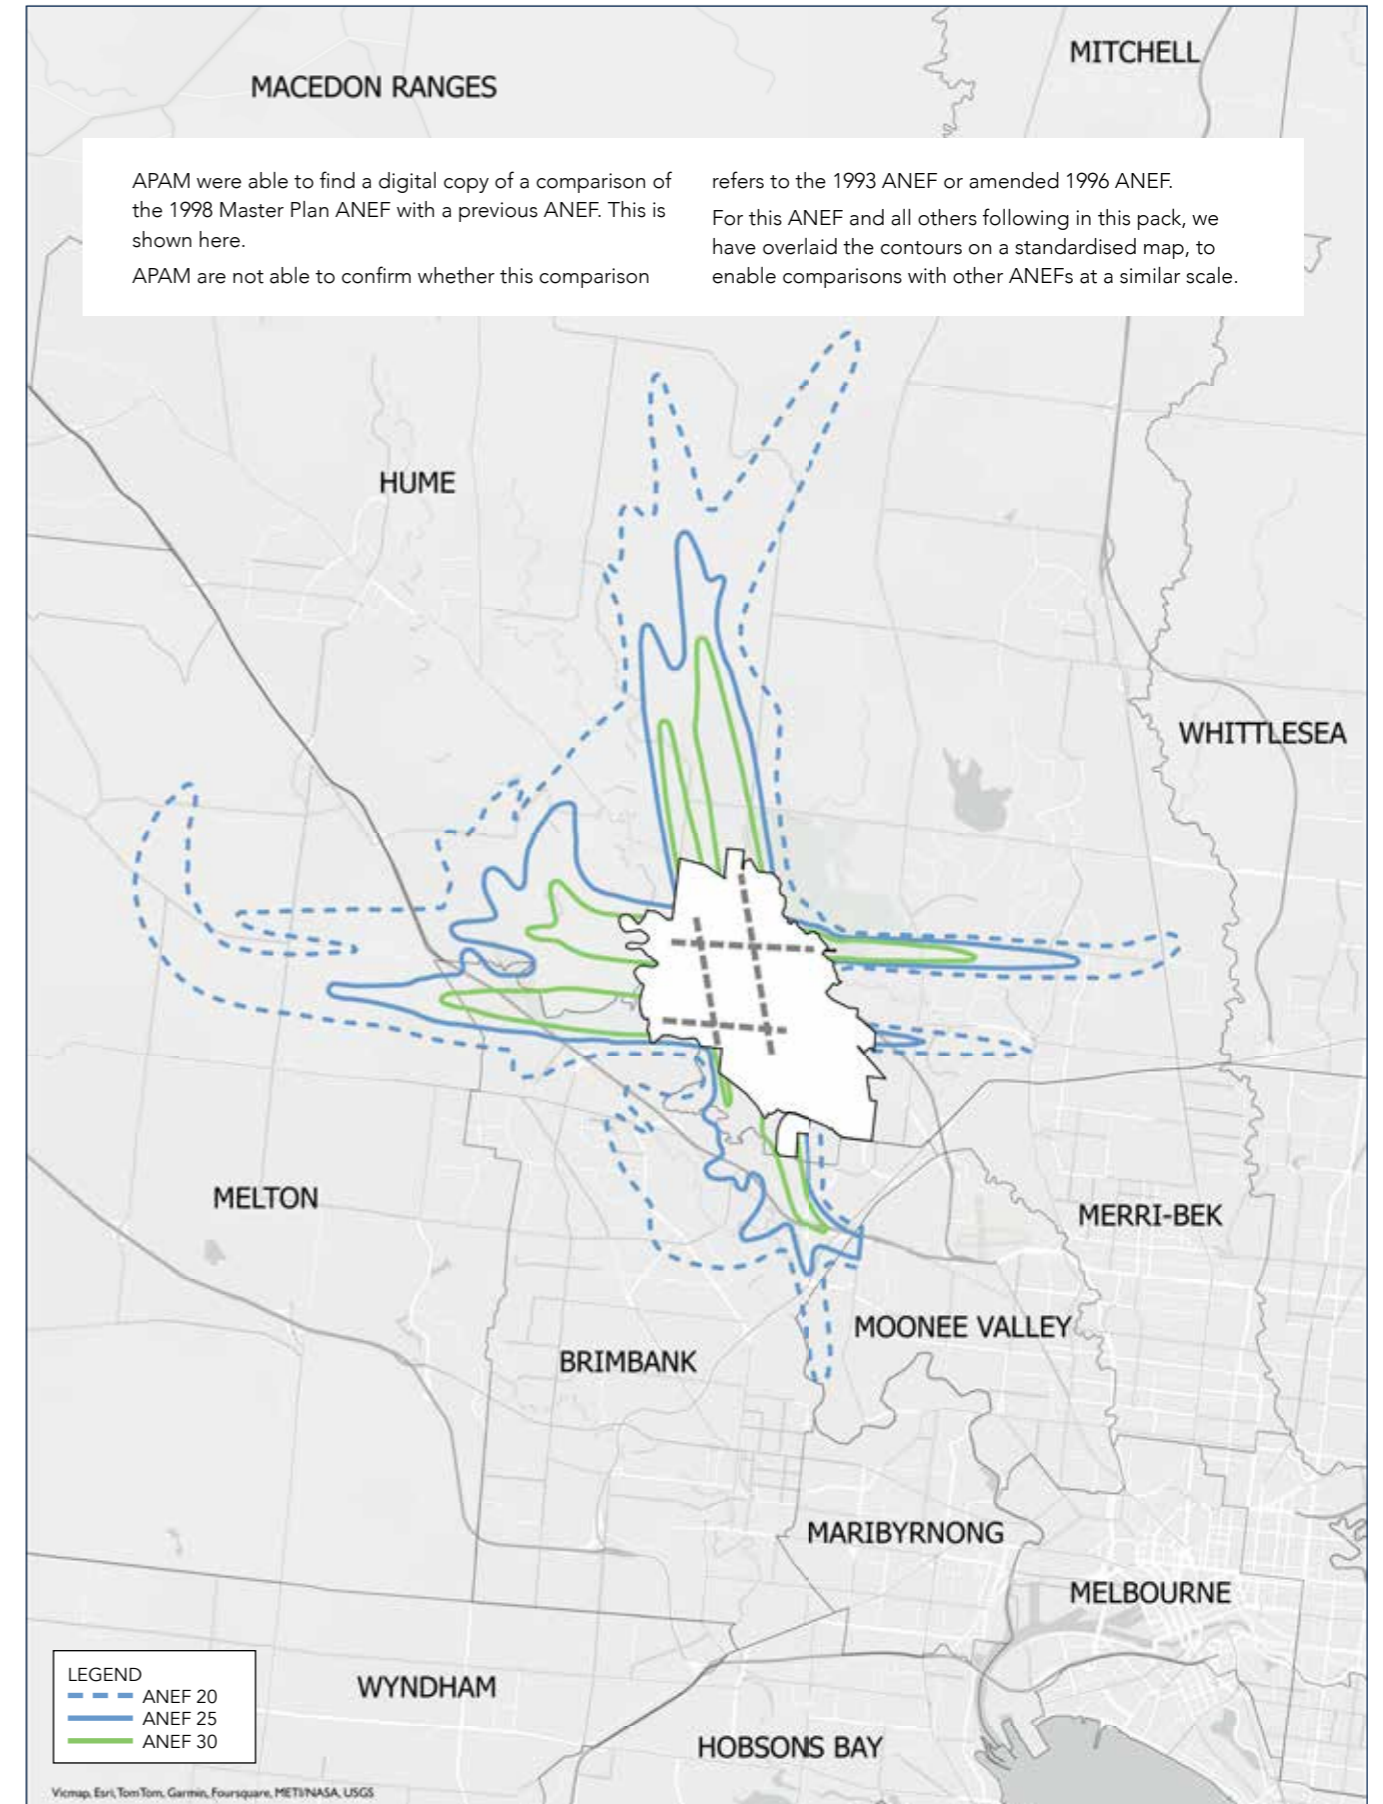 MITCHELL
MACEDON RANGES
APAM were able to find a digital copy of a comparison of
the 1998 Master Plan ANEF with a previous ANEF. This is
shown here.
APAM are not able to confirm whether this comparison
refers to the 1993 ANEF or amended 1996 ANEF.
For this ANEF and all others following in this pack, we
have overlaid the contours on a standardised map, to
enable comparisons with other ANEFs at a similar scale.
HUME
WHITTLESEA
MELTON
MERRI-BEK
MOONEE VALLEY
BRIMBANK
MARIBYRNONG
MELBOURNE
WYNDHAM
HOBSONS BAY
LEGEND
ANEF 20
ANEF 25
ANEF 30
Vicmap, Esri, TomTom, Garmin, Foursquare, METI/NASA, USGS